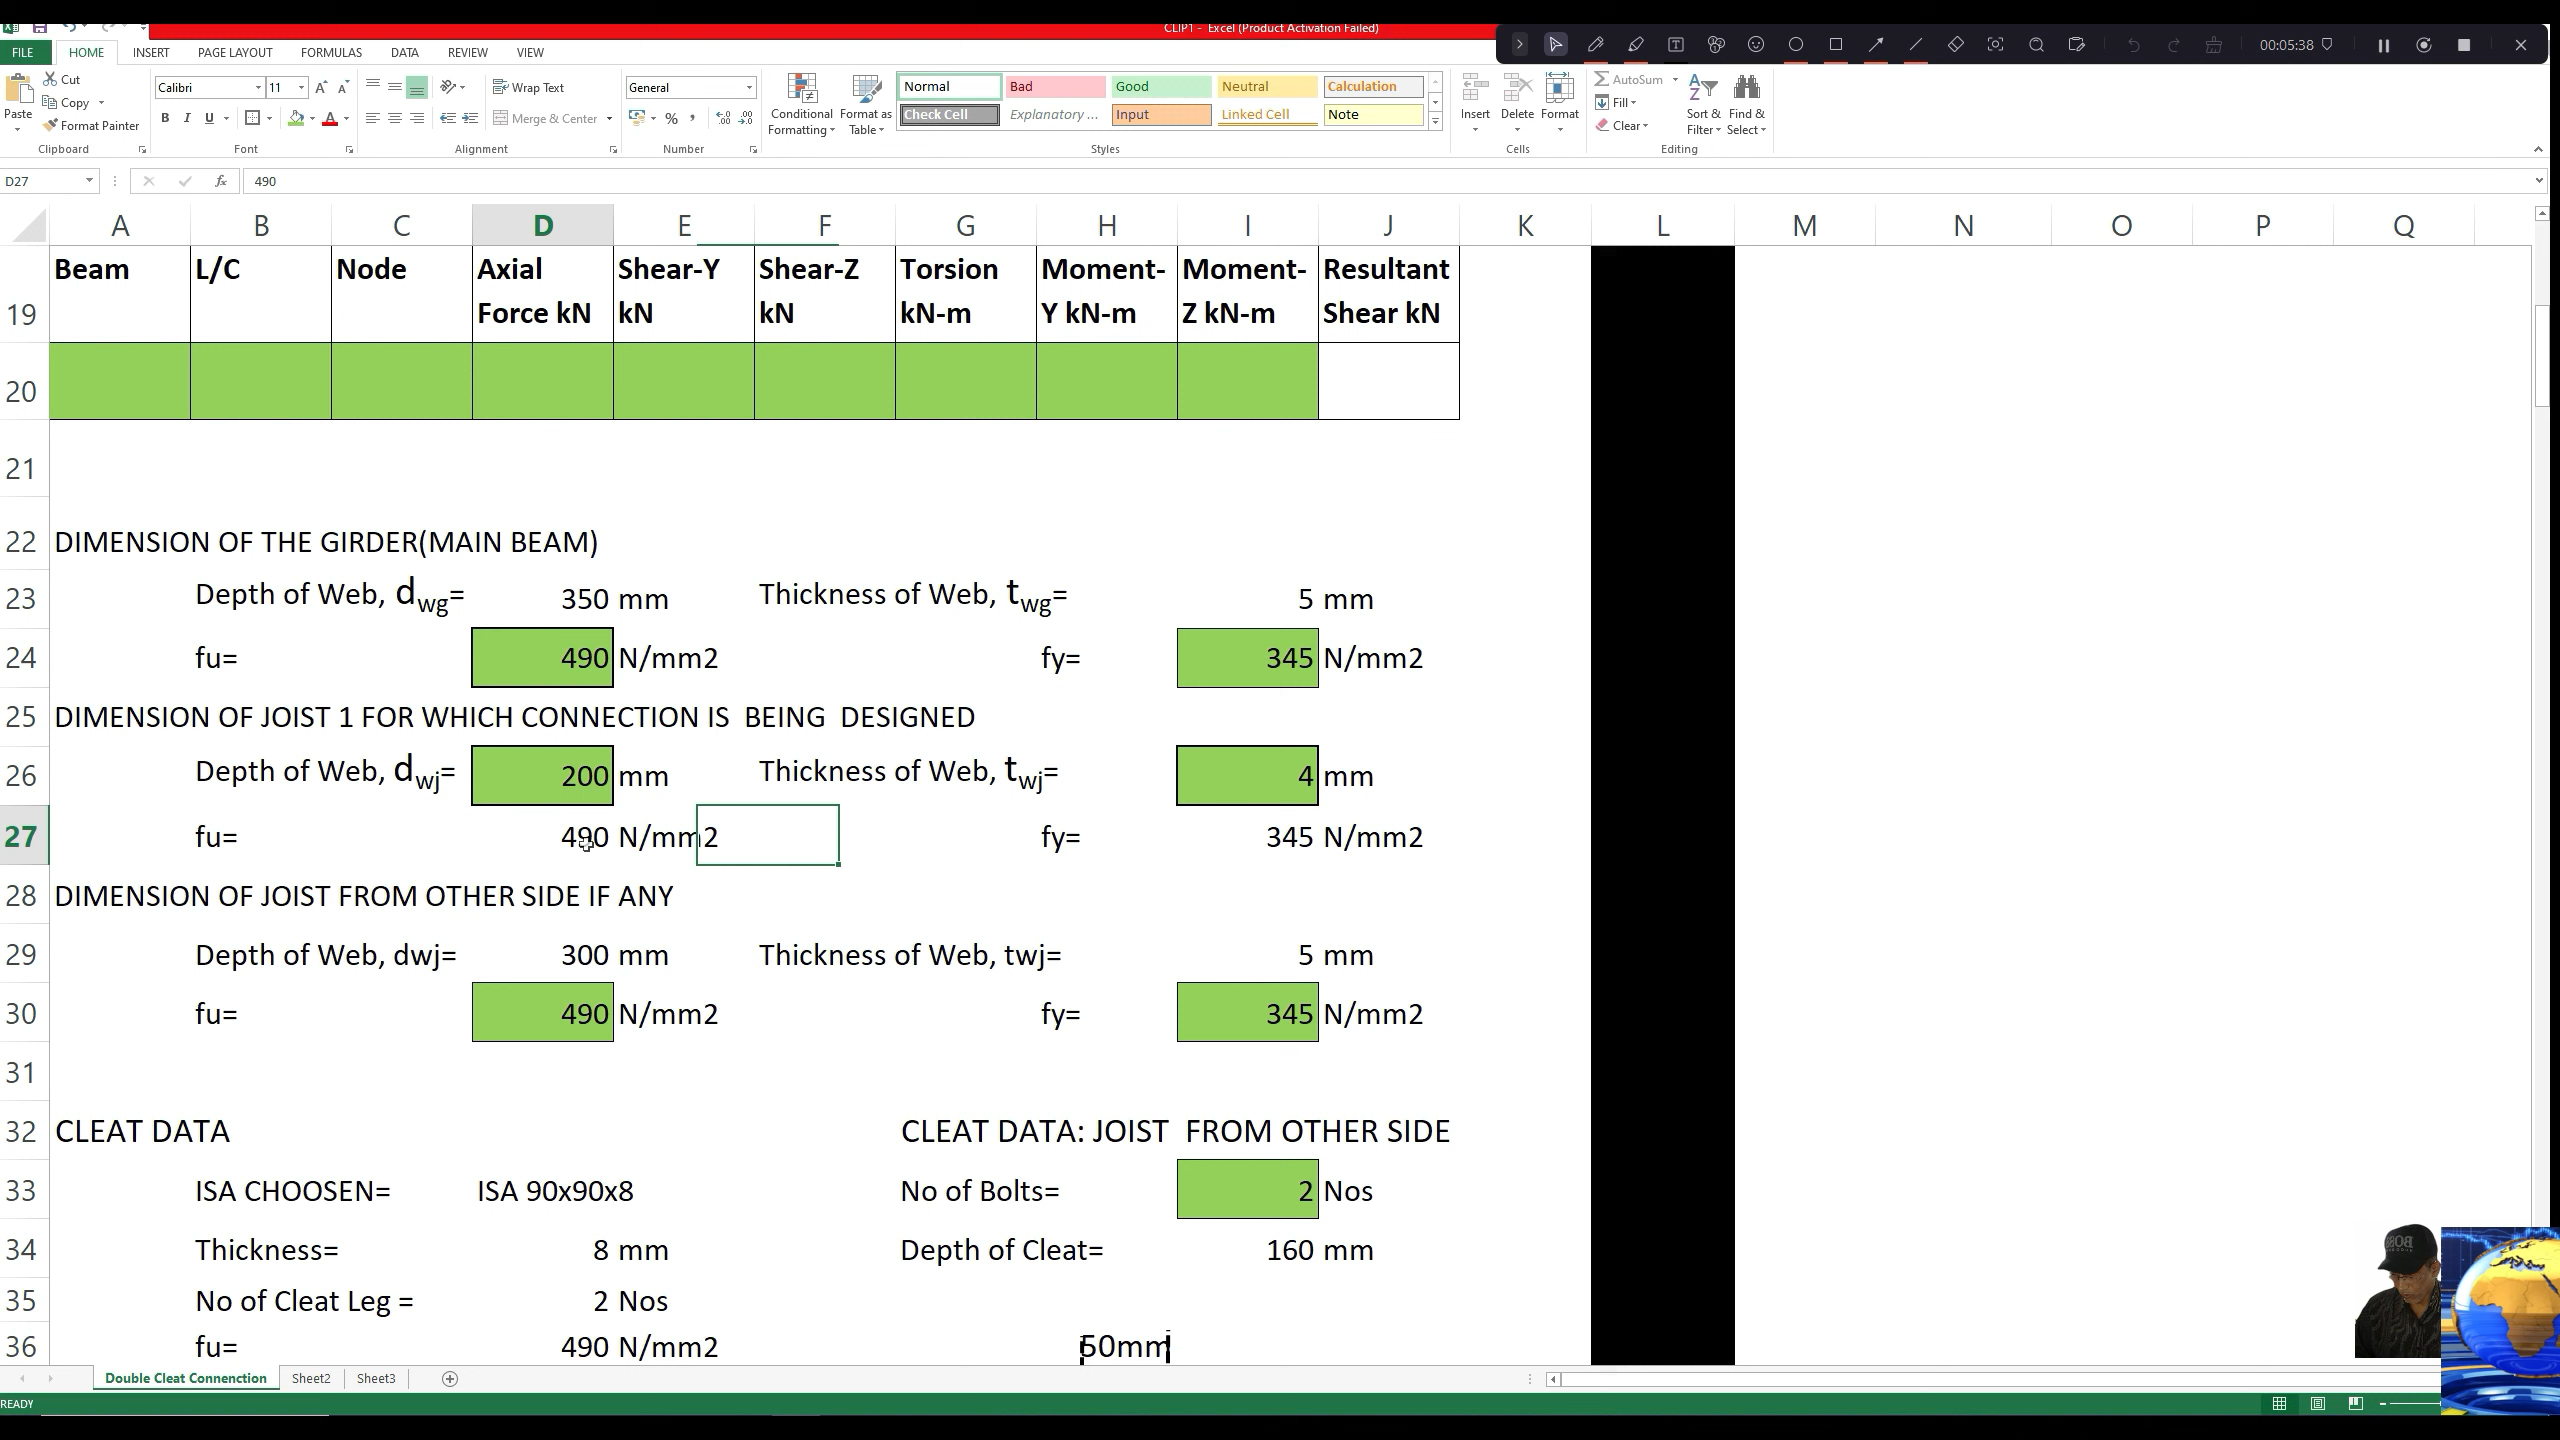 CLIP1 - Excel (Product Activation Failed)
FILE HOME INSERT PAGE LAYOUT FORMULAS DATA REVIEW VIEW
00:05:38
Paste Cut Copy Format Painter
Clipboard
Calibri 11
B I U
Font
Wrap Text
Merge & Center
Alignment
General
%
Number
Conditional Formatting Format as Table
Normal Bad Good Neutral Calculation
Check Cell Explanatory ... Input Linked Cell Note
Styles
Insert Delete Format
Cells
AutoSum
Fill
Clear
Sort & Filter Find & Select
Editing
D27 fx 490
A B C D E F G H I J K L M N O P Q
19 Beam L/C Node Axial Force kN Shear-Y kN Shear-Z kN Torsion kN-m Moment-Y kN-m Moment-Z kN-m Resultant Shear kN
20
21
22 DIMENSION OF THE GIRDER(MAIN BEAM)
23 Depth of Web, dwg= 350 mm Thickness of Web, twg= 5 mm
24 fu= 490 N/mm2 fy= 345 N/mm2
25 DIMENSION OF JOIST 1 FOR WHICH CONNECTION IS BEING DESIGNED
26 Depth of Web, dwj= 200 mm Thickness of Web, twj= 4 mm
27 fu= 490 N/mm2 fy= 345 N/mm2
28 DIMENSION OF JOIST FROM OTHER SIDE IF ANY
29 Depth of Web, dwj= 300 mm Thickness of Web, twj= 5 mm
30 fu= 490 N/mm2 fy= 345 N/mm2
31
32 CLEAT DATA CLEAT DATA: JOIST FROM OTHER SIDE
33 ISA CHOOSEN= ISA 90x90x8 No of Bolts= 2 Nos
34 Thickness= 8 mm Depth of Cleat= 160 mm
35 No of Cleat Leg = 2 Nos
36 fu= 490 N/mm2 50mm
Double Cleat Connenction Sheet2 Sheet3
READY